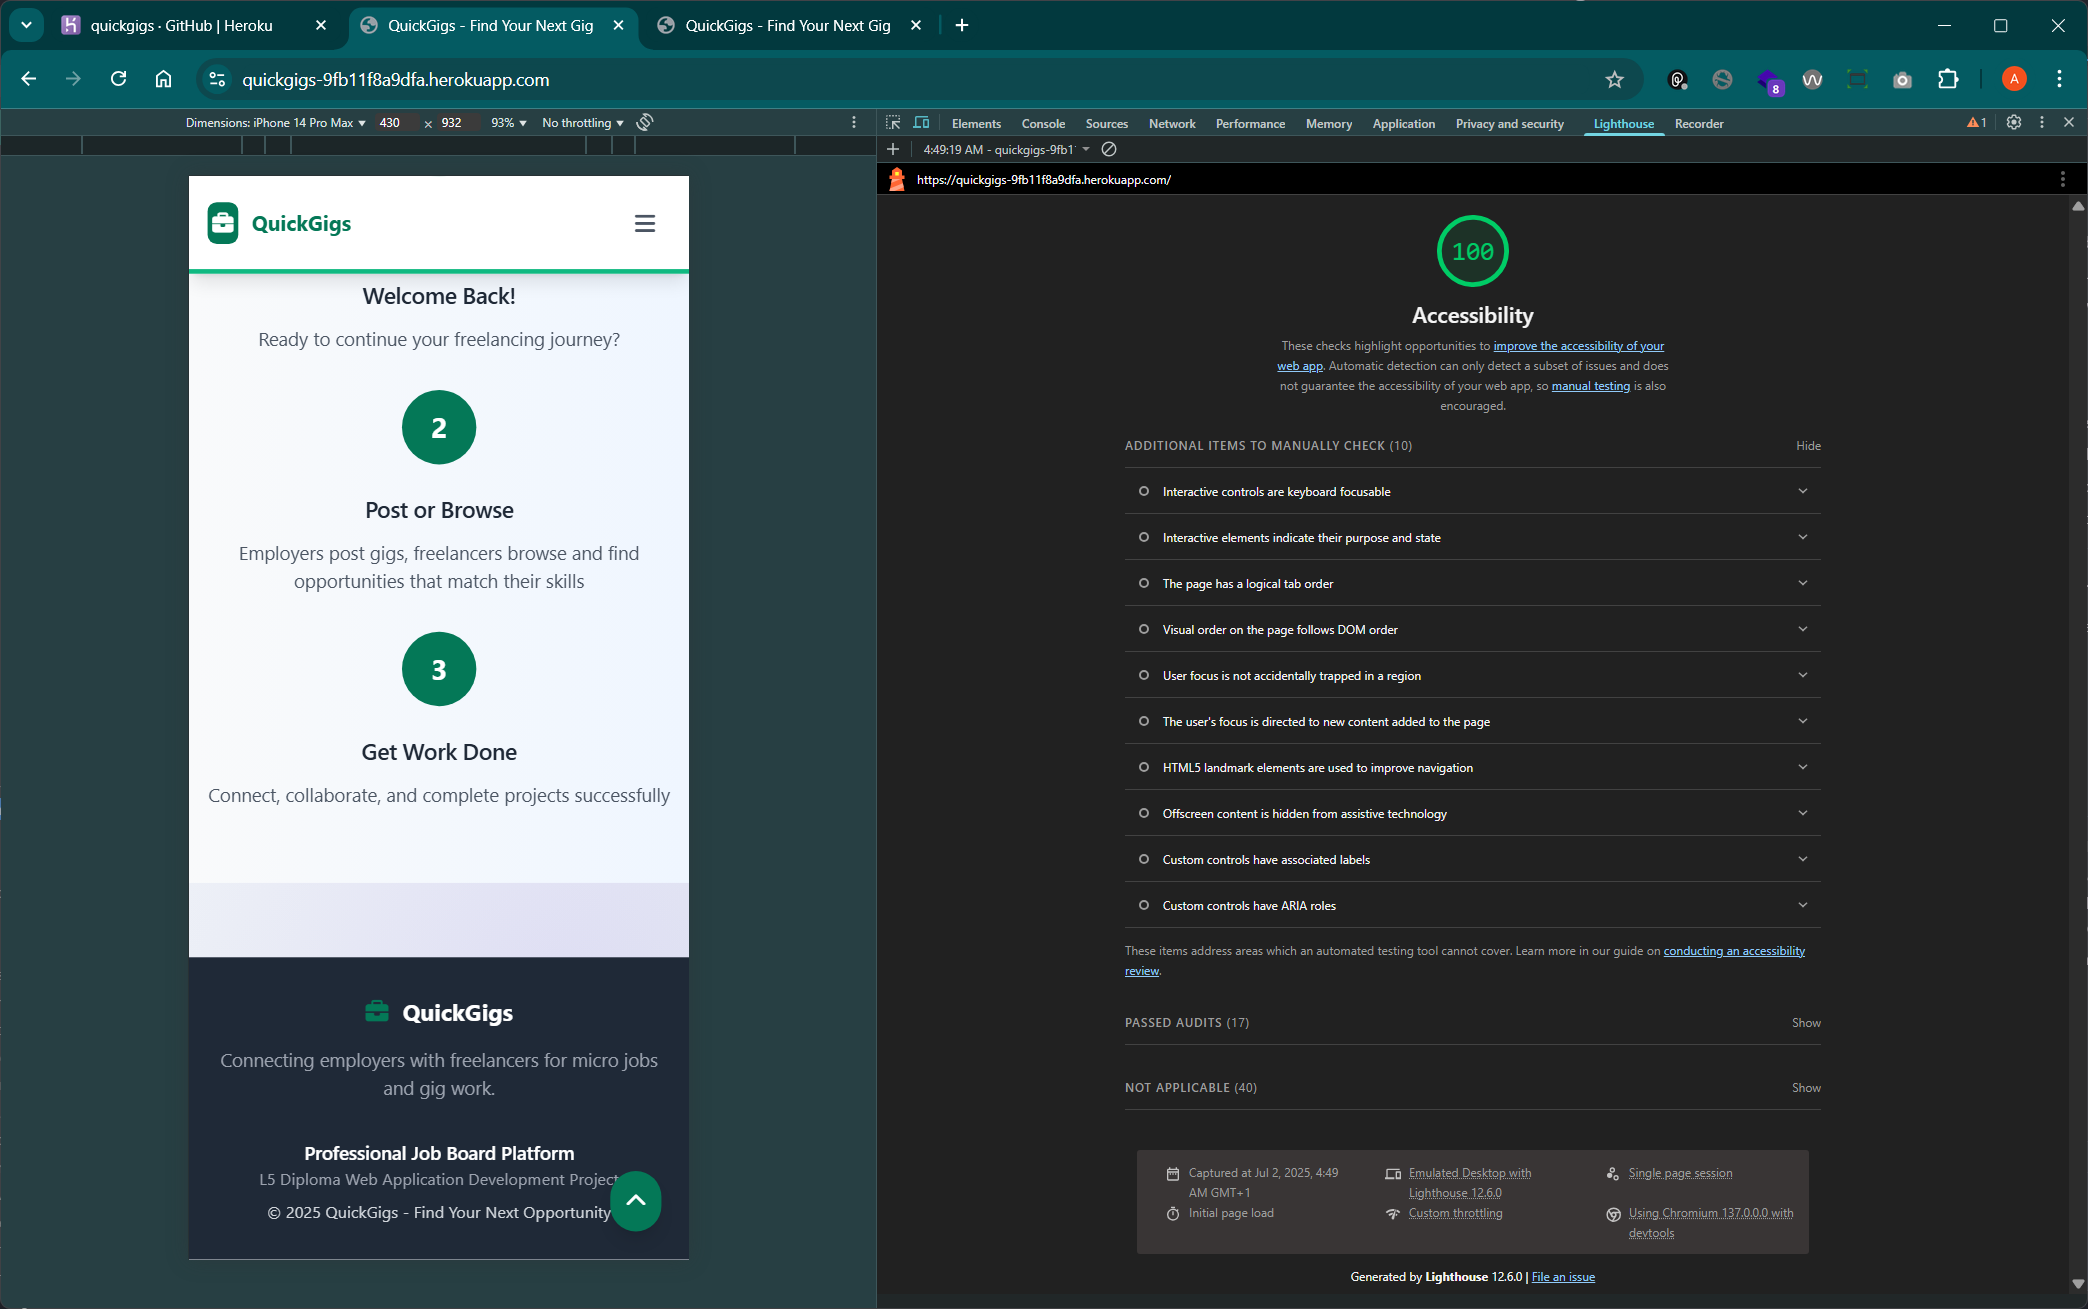 quickgigs · GitHub | Heroku
QuickGigs - Find Your Next Gig
QuickGigs - Find Your Next Gig
quickgigs-9fb11f8a9dfa.herokuapp.com
8
A
Dimensions: iPhone 14 Pro Max 430 × 932 93% No throttling
Elements Console Sources Network Performance Memory Application Privacy and security Lighthouse Recorder 1
4:49:19 AM - quickgigs-9fb1
https://quickgigs-9fb11f8a9dfa.herokuapp.com/
QuickGigs
Welcome Back!
Ready to continue your freelancing journey?
2
Post or Browse
Employers post gigs, freelancers browse and find
opportunities that match their skills
3
Get Work Done
Connect, collaborate, and complete projects successfully
QuickGigs
Connecting employers with freelancers for micro jobs
and gig work.
Professional Job Board Platform
L5 Diploma Web Application Development Project
© 2025 QuickGigs - Find Your Next Opportunity
100
Accessibility
These checks highlight opportunities to improve the accessibility of your
web app. Automatic detection can only detect a subset of issues and does
not guarantee the accessibility of your web app, so manual testing is also
encouraged.
ADDITIONAL ITEMS TO MANUALLY CHECK (10) Hide
Interactive controls are keyboard focusable
Interactive elements indicate their purpose and state
The page has a logical tab order
Visual order on the page follows DOM order
User focus is not accidentally trapped in a region
The user's focus is directed to new content added to the page
HTML5 landmark elements are used to improve navigation
Offscreen content is hidden from assistive technology
Custom controls have associated labels
Custom controls have ARIA roles
These items address areas which an automated testing tool cannot cover. Learn more in our guide on conducting an accessibility
review.
PASSED AUDITS (17) Show
NOT APPLICABLE (40) Show
Captured at Jul 2, 2025, 4:49
AM GMT+1
Initial page load
Emulated Desktop with
Lighthouse 12.6.0
Custom throttling
Single page session
Using Chromium 137.0.0.0 with
devtools
Generated by Lighthouse 12.6.0 | File an issue